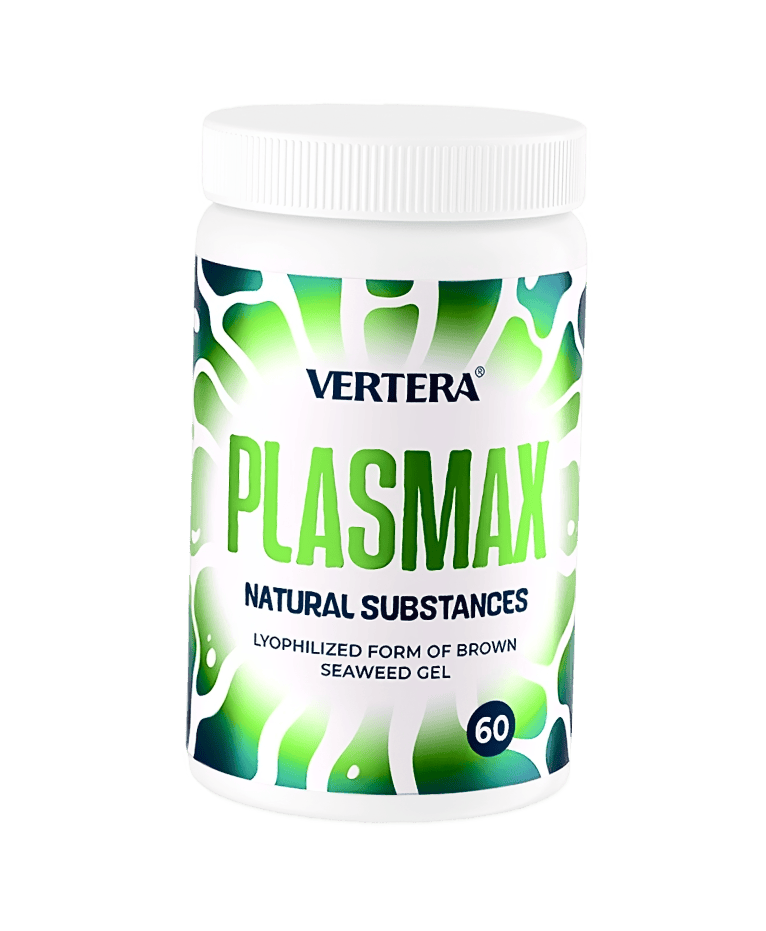 VERTERA®
PLASMAX
NATURAL SUBSTANCES
LYOPHILIZED FORM OF BROWN
SEAWEED GEL
60